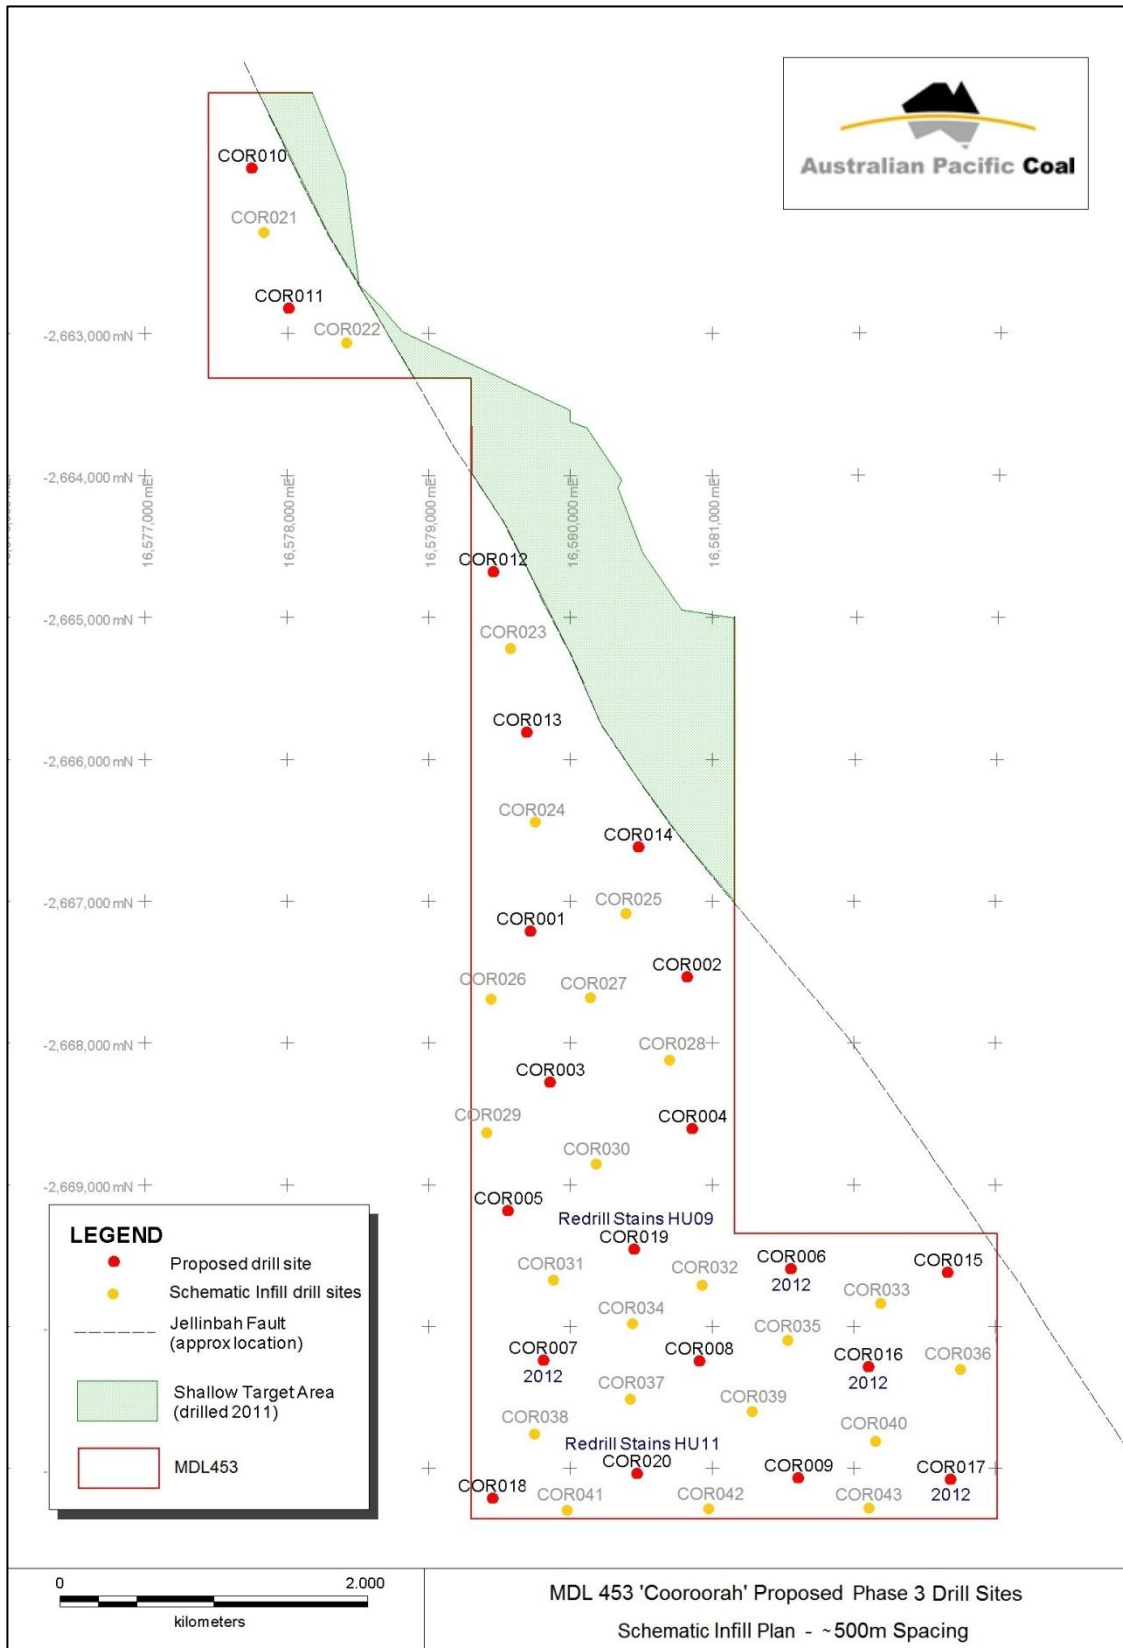 Australian Pacific Coal
COR010
COR021
COR011
COR022
-2,663,000 mN
-2,664,000 mN
16,577,000 mE
16,578,000 mE
16,579,000 mE
16,580,000 mE
16,581,000 mE
COR012
-2,665,000 mN
COR023
COR013
-2,666,000 mN
COR024
COR014
-2,667,000 mN
COR025
COR001
COR002
COR026
COR027
-2,668,000 mN
COR028
COR003
COR029
COR004
COR030
-2,669,000 mN
COR005
Redrill Stains HU09
COR019
COR006
2012
COR015
COR031
COR032
COR033
COR034
COR035
COR007
2012
COR008
COR016
2012
COR036
COR037
COR039
COR038
COR040
Redrill Stains HU11
COR020
COR009
COR017
2012
COR018
COR041
COR042
COR043
LEGEND
Proposed drill site
Schematic Infill drill sites
Jellinbah Fault
(approx location)
Shallow Target Area
(drilled 2011)
MDL453
0
2.000
kilometers
MDL 453 'Cooroorah' Proposed Phase 3 Drill Sites
Schematic Infill Plan - ~500m Spacing